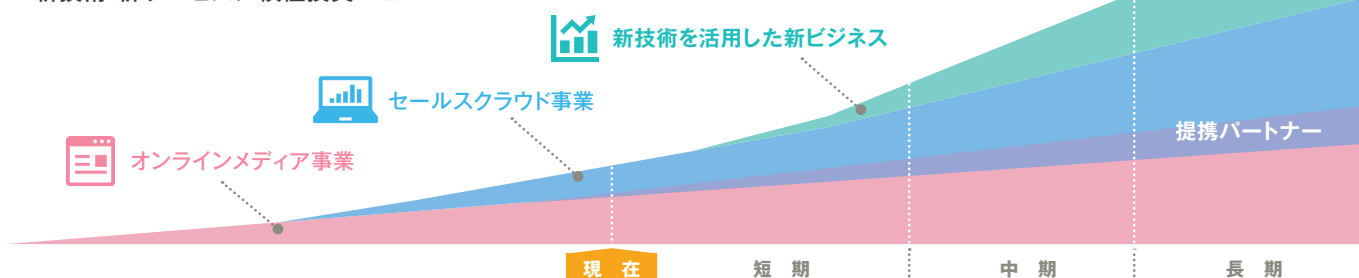 新技術を活用した新ビジネス
セールスクラウド事業
オンラインメディア事業
提携パートナー
現 在
短 期
中 期
長 期